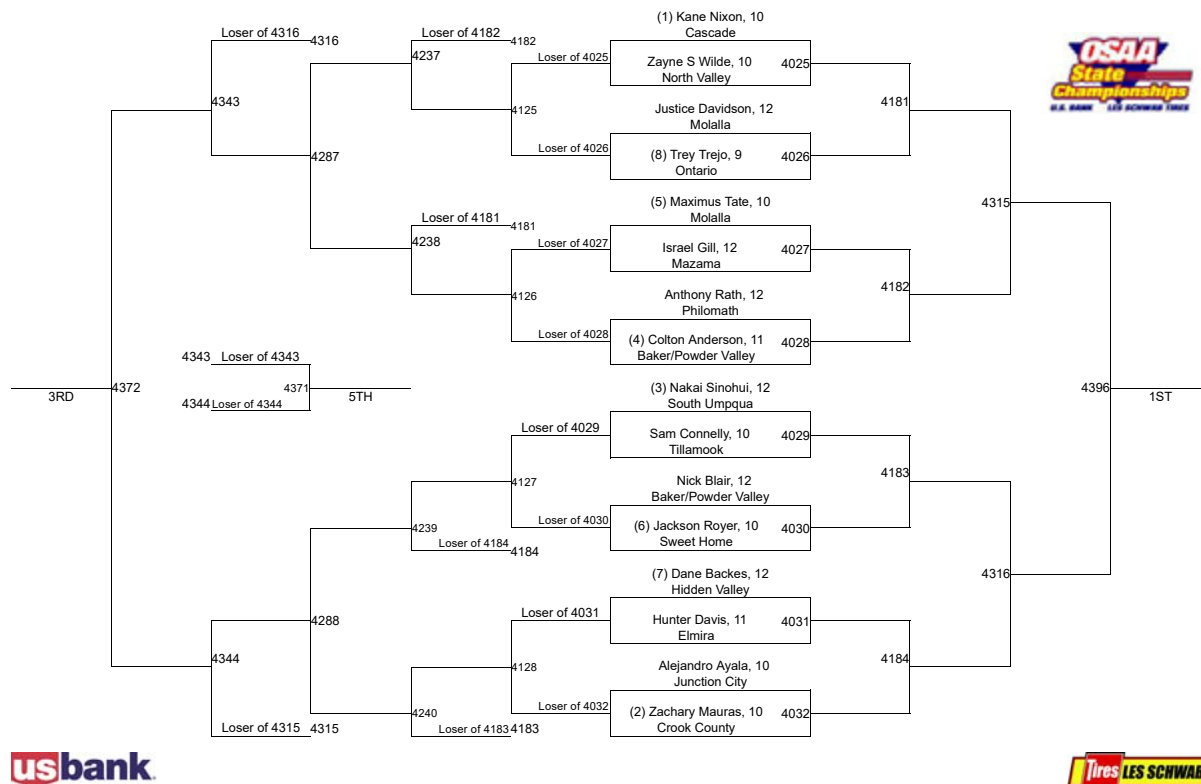 (1) Kane Nixon, 10
Cascade
Loser of 4316
4316
Loser of 4182
4182
4237
Loser of 4025
Zayne S Wilde, 10
North Valley
4025
OSAA
State
Championships
U.S. BANK LES SCHWAB TIRES
4343
4125
Justice Davidson, 12
Molalla
4181
4287
Loser of 4026
(8) Trey Trejo, 9
Ontario
4026
(5) Maximus Tate, 10
Molalla
4315
Loser of 4181
4181
4238
Loser of 4027
Israel Gill, 12
Mazama
4027
4126
Anthony Rath, 12
Philomath
4182
Loser of 4028
(4) Colton Anderson, 11
Baker/Powder Valley
4028
4343
Loser of 4343
3RD
4372
4371
5TH
(3) Nakai Sinohui, 12
South Umpqua
4396
1ST
4344
Loser of 4344
Loser of 4029
Sam Connelly, 10
Tillamook
4029
4127
Nick Blair, 12
Baker/Powder Valley
4183
4239
Loser of 4184
4184
Loser of 4030
(6) Jackson Royer, 10
Sweet Home
4030
(7) Dane Backes, 12
Hidden Valley
4316
4288
Loser of 4031
Hunter Davis, 11
Elmira
4031
4344
4128
Alejandro Ayala, 10
Junction City
4184
4240
Loser of 4032
(2) Zachary Mauras, 10
Crook County
4032
Loser of 4315
4315
Loser of 4183
4183
usbank
Tires LES SCHWAB